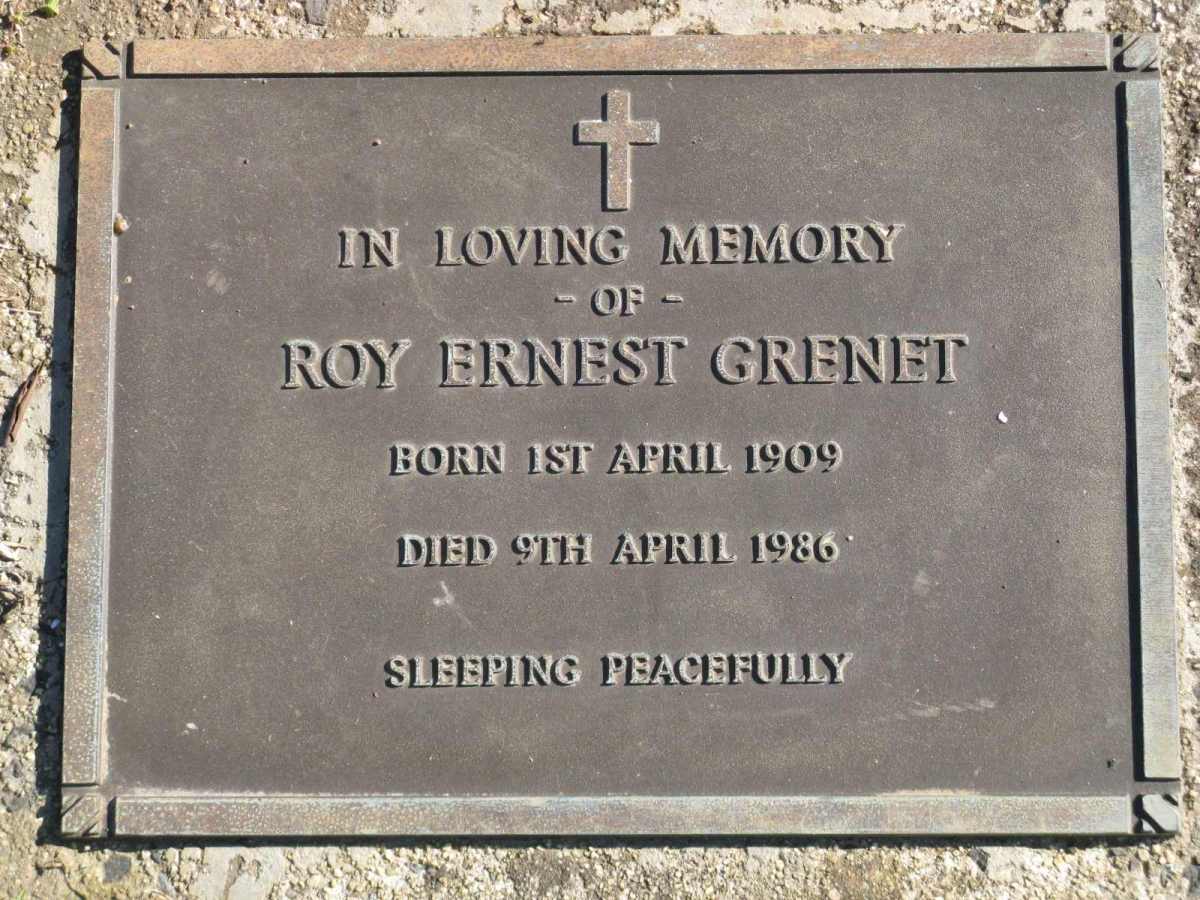 IN LOVING MEMORY
- OF -
ROY ERNEST GRENET
BORN 1ST APRIL 1909
DIED 9TH APRIL 1986
SLEEPING PEACEFULLY